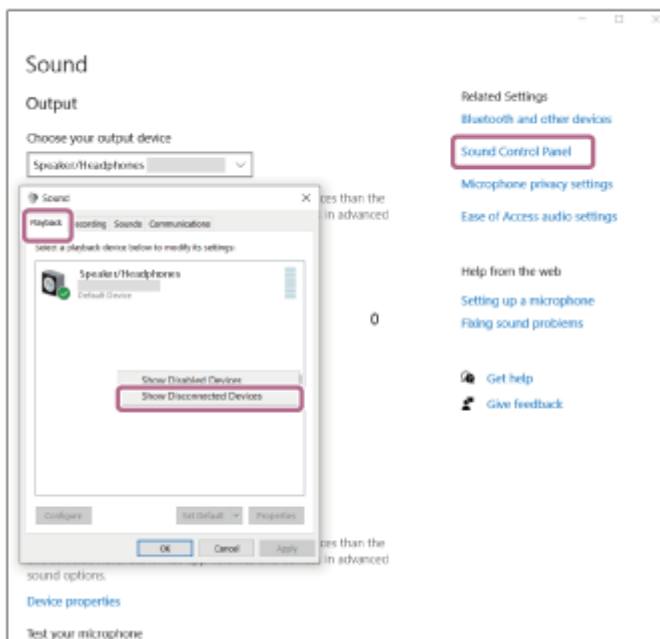 Sound
Output
Choose your output device
Speaker/Headphones
Sound
Playback
Recording Sounds Communications
Select a playback device below to modify its settings:
Speaker/Headphones
Default Device
Show Disabled Devices
Show Disconnected Devices
Configure
Set Default
Properties
OK
Cancel
Apply
ces than the
in advanced
0
ces than the
in advanced
sound options.
Device properties
Test your microphone
Related Settings
Bluetooth and other devices
Sound Control Panel
Microphone privacy settings
Ease of Access audio settings
Help from the web
Setting up a microphone
Fixing sound problems
Get help
Give feedback